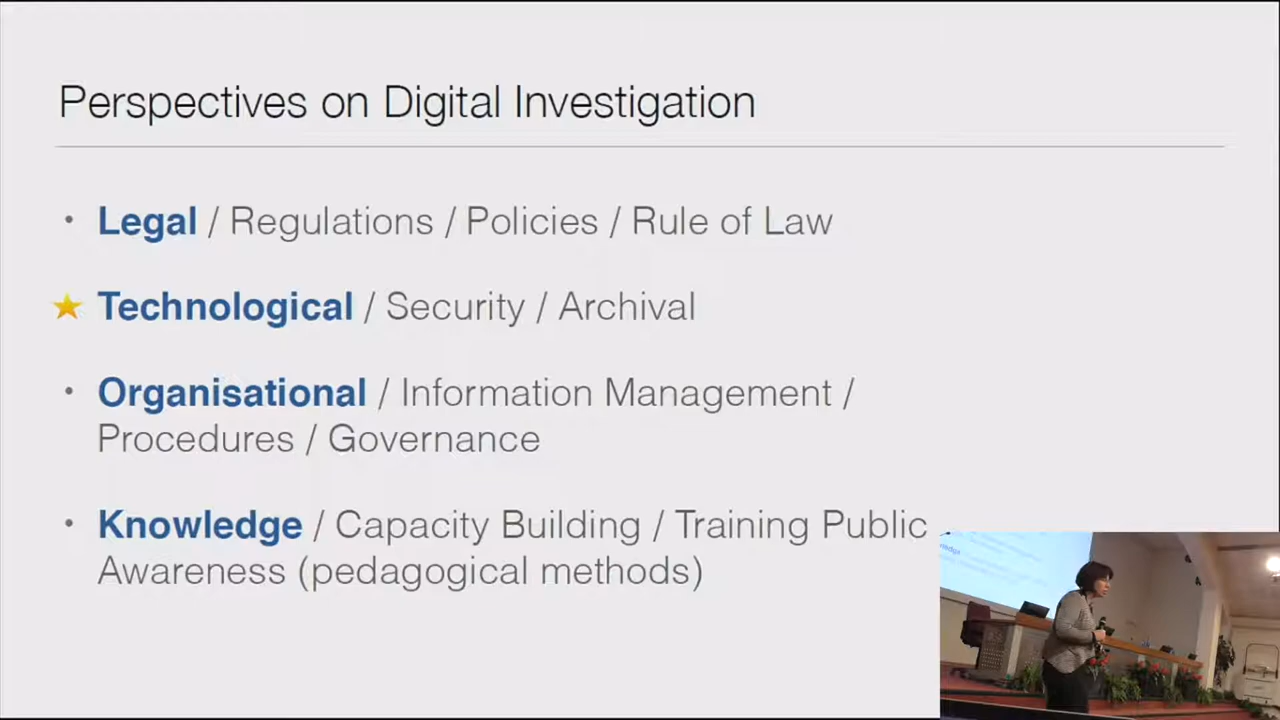 Perspectives on Digital Investigation
• Legal / Regulations / Policies / Rule of Law
★ Technological / Security / Archival
• Organisational / Information Management /
Procedures / Governance
• Knowledge / Capacity Building / Training Public
Awareness (pedagogical methods)